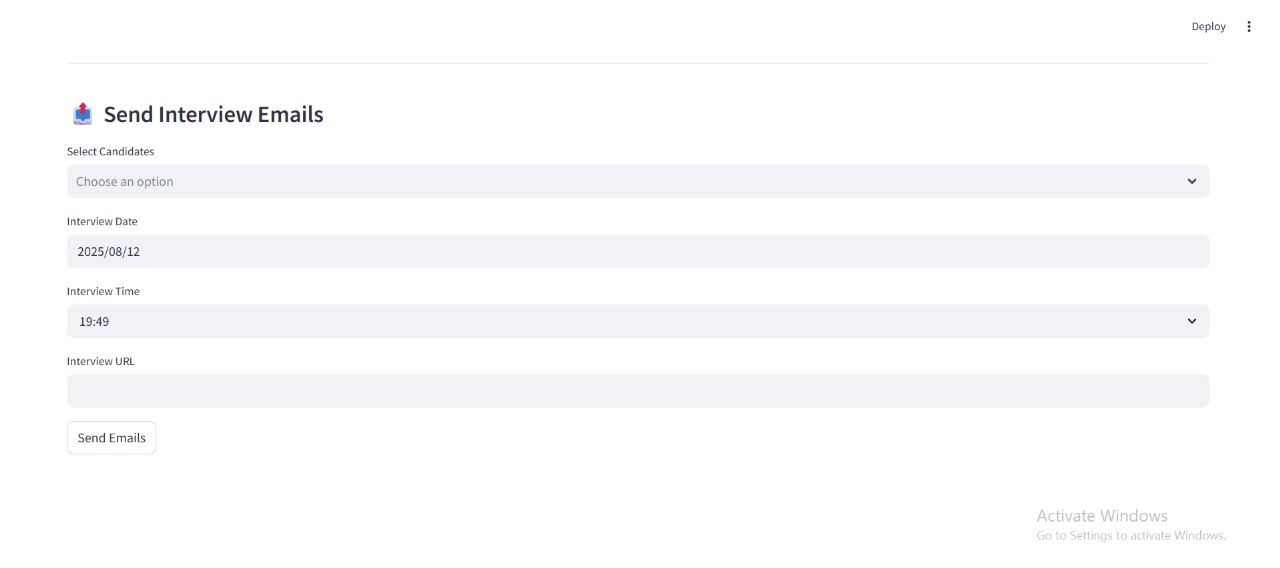 Deploy
Send Interview Emails
Select Candidates
Choose an option
Interview Date
2025/08/12
Interview Time
19:49
Interview URL
Send Emails
Activate Windows
Go to Settings to activate Windows.